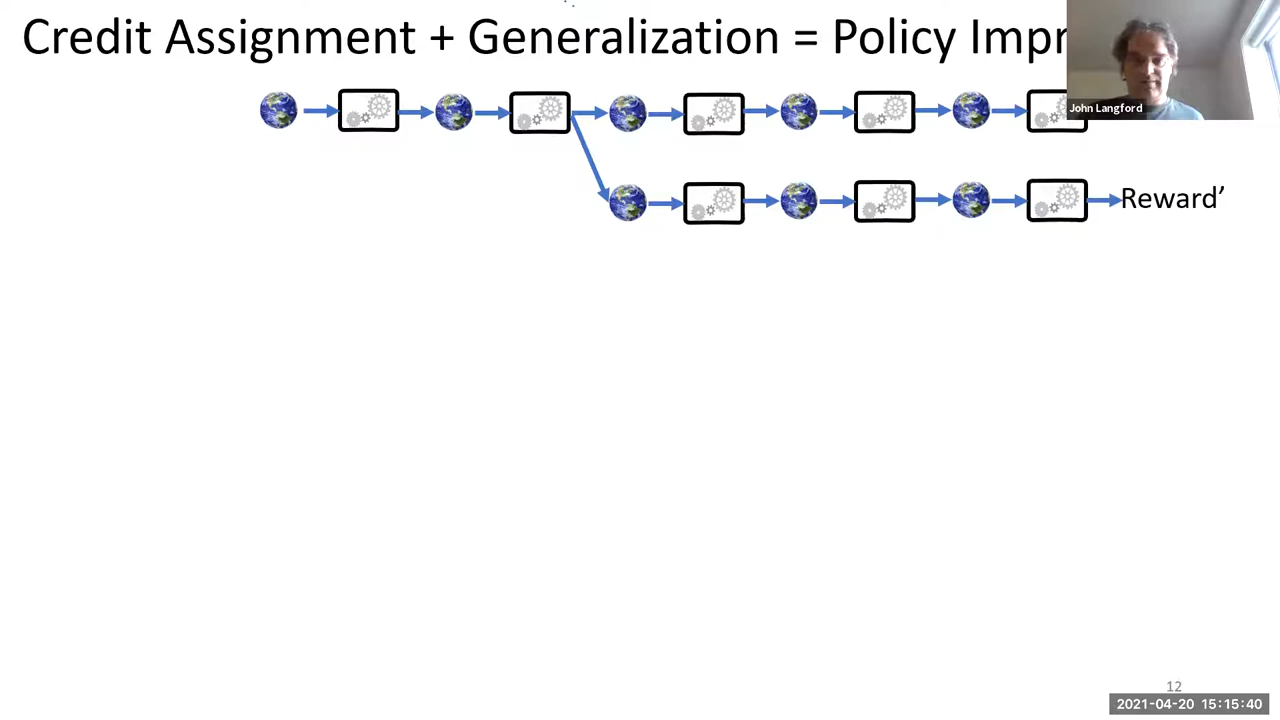 Credit Assignment + Generalization = Policy Impr
John Langford
Reward’
12
2021-04-20 15:15:40